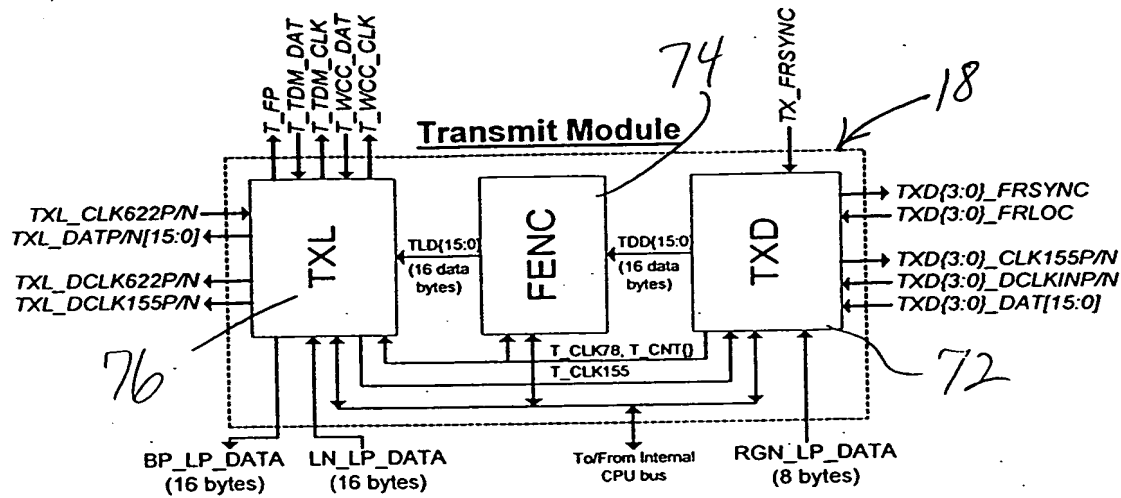 T_FP
T_TDM_DAT
T_TDM_CLK
T_WCC_DAT
T_WCC_CLK
74
TX_FRSYNC
18
Transmit Module
TXL_CLK622P/N
TXL_DATP/N[15:0]
TXL_DCLK622P/N
TXL_DCLK155P/N
TXL
TLD{15:0}
(16 data
bytes)
FENC
TDD{15:0}
(16 data
bytes)
TXD
TXD{3:0}_FRSYNC
TXD{3:0}_FRLOC
TXD{3:0}_CLK155P/N
TXD{3:0}_DCLKINP/N
TXD{3:0}_DAT[15:0]
T_CLK78, T_CNT{}
T_CLK155
76
72
BP_LP_DATA
(16 bytes)
LN_LP_DATA
(16 bytes)
To/From Internal
CPU bus
RGN_LP_DATA
(8 bytes)